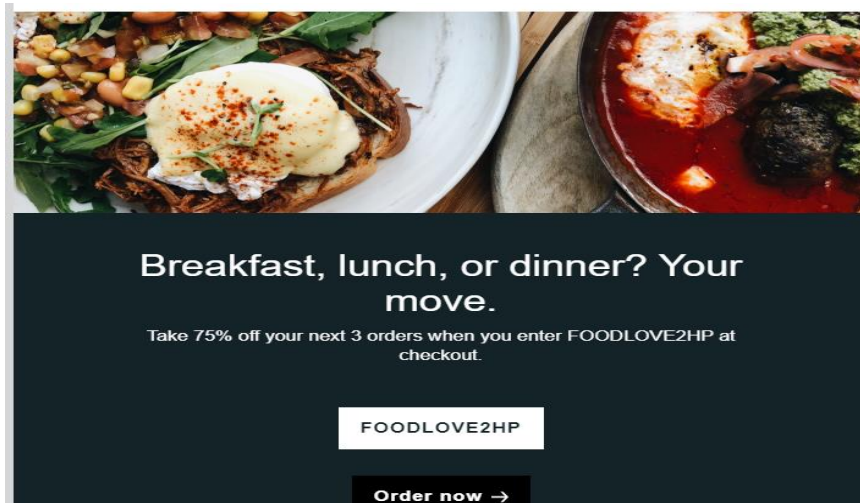 Breakfast, lunch, or dinner? Your
move.
Take 75% off your next 3 orders when you enter FOODLOVE2HP at
checkout.
FOODLOVE2HP
Order now →